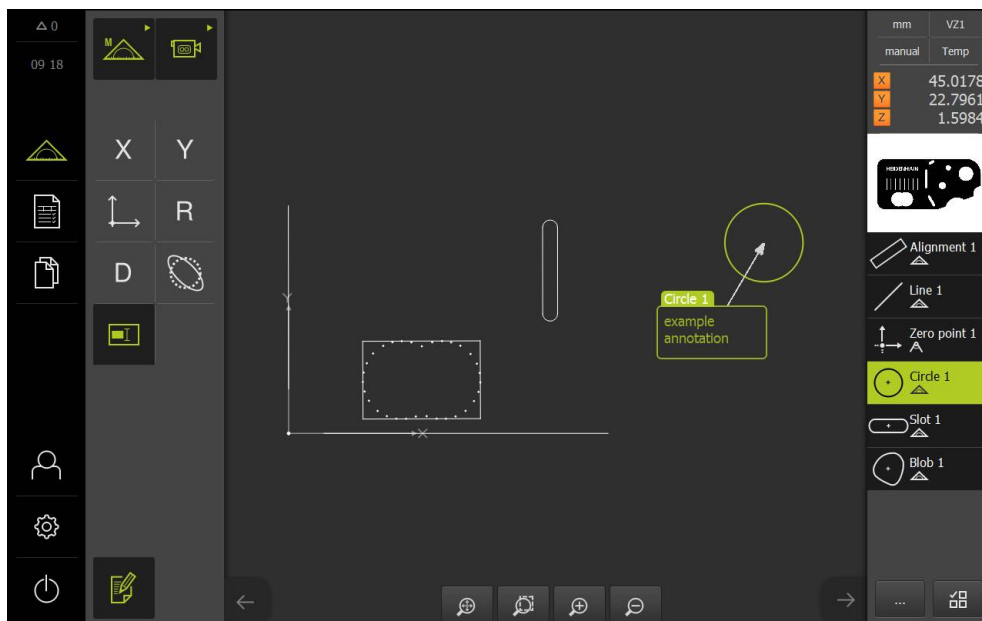 0
09 18
M
X
Y
R
D
Y
X
Circle 1
example
annotation
mm
VZ1
manual
Temp
X
45.0178
Y
22.7961
Z
1.5984
HEIDENHAIN
Alignment 1
Line 1
Zero point 1
Circle 1
Slot 1
Blob 1
...